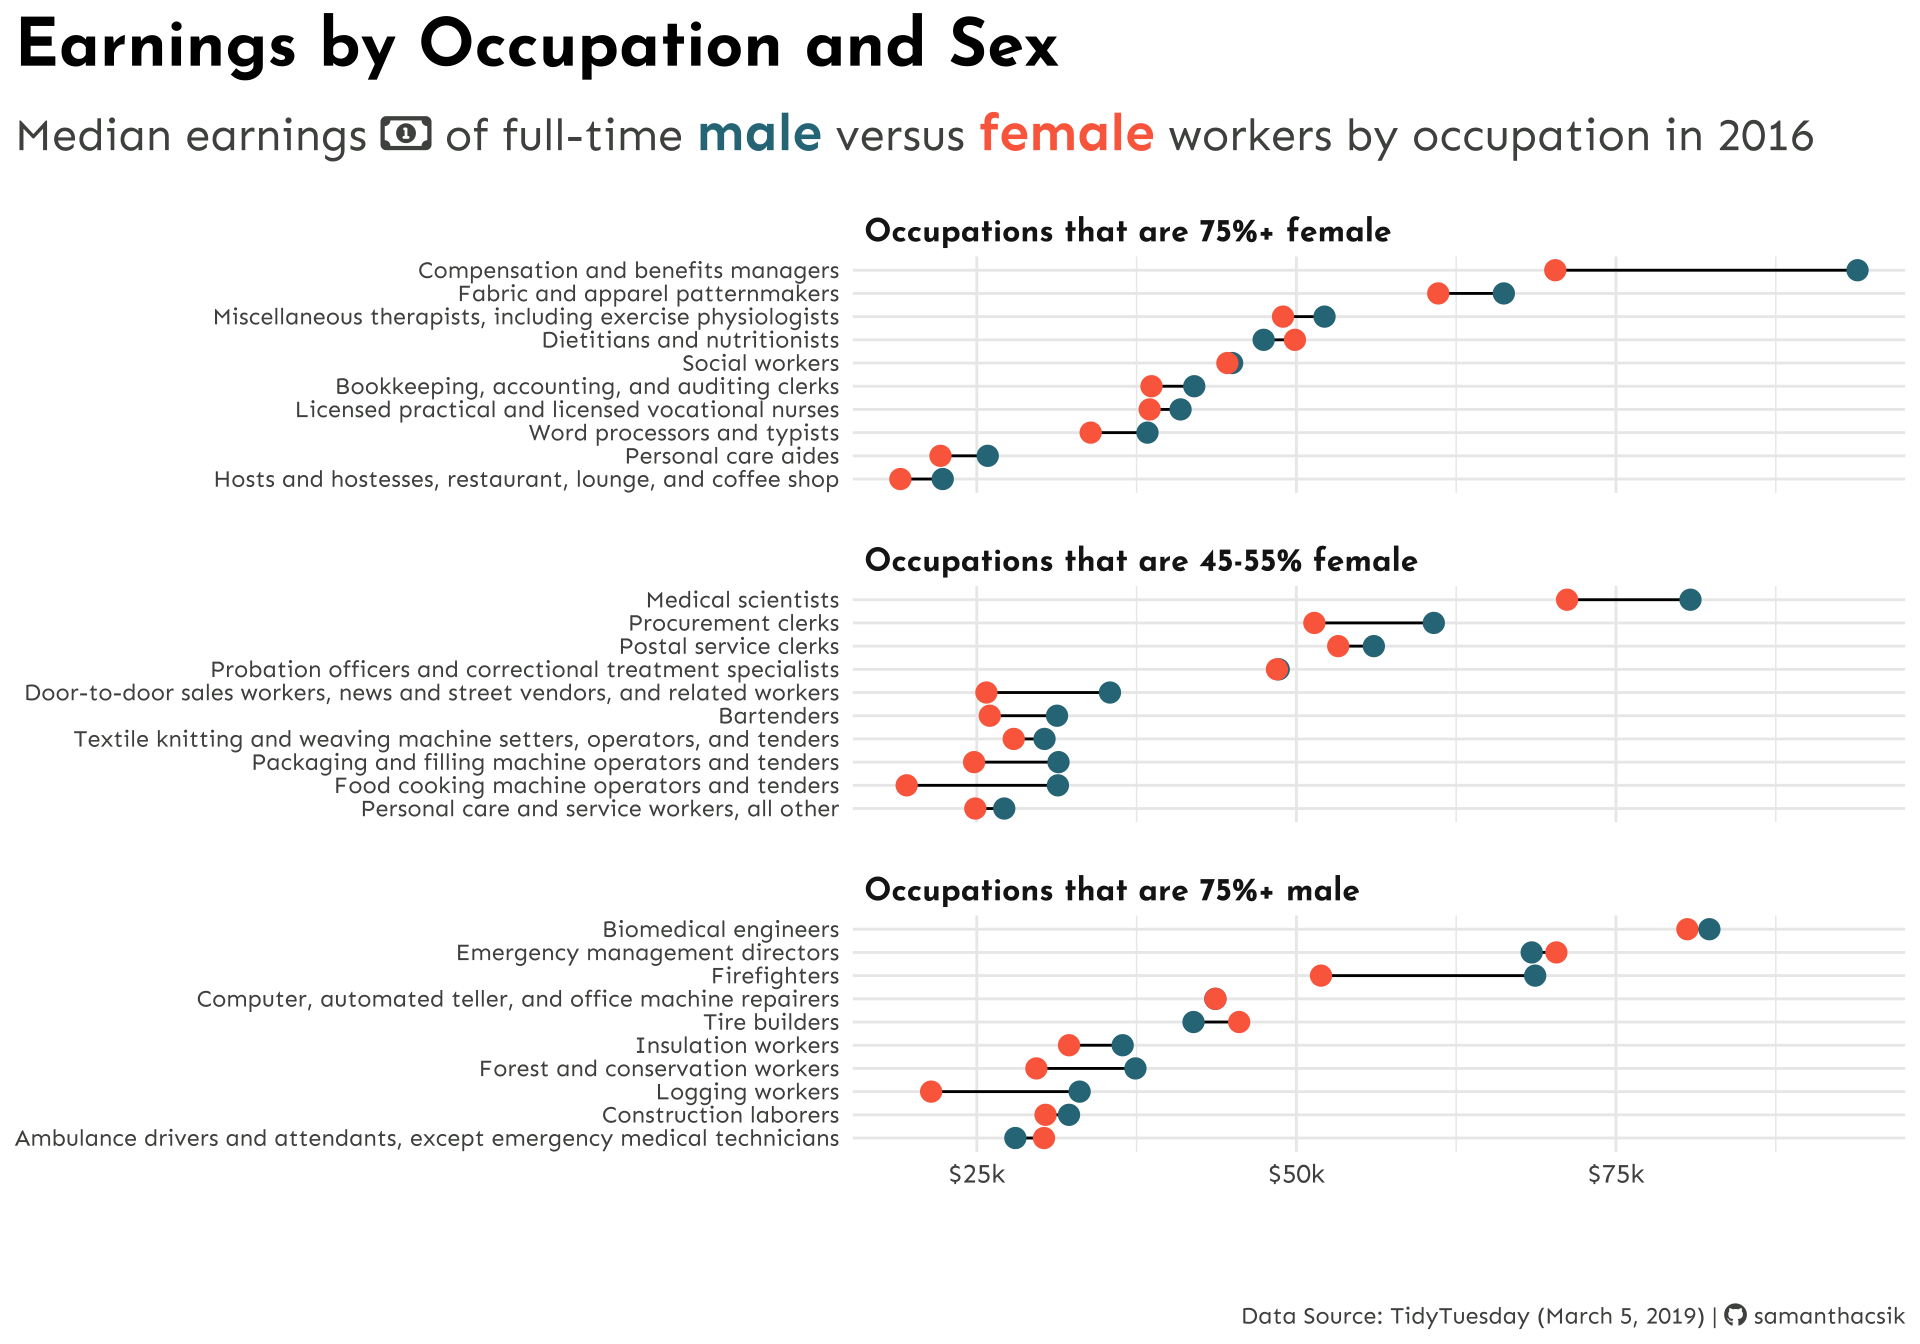 Earnings by Occupation and Sex
Median earnings 1 of full-time male versus female workers by occupation in 2016
Occupations that are 75%+ female
Compensation and benefits managers
Fabric and apparel patternmakers
Miscellaneous therapists, including exercise physiologists
Dietitians and nutritionists
Social workers
Bookkeeping, accounting, and auditing clerks
Licensed practical and licensed vocational nurses
Word processors and typists
Personal care aides
Hosts and hostesses, restaurant, lounge, and coffee shop
Occupations that are 45-55% female
Medical scientists
Procurement clerks
Postal service clerks
Probation officers and correctional treatment specialists
Door-to-door sales workers, news and street vendors, and related workers
Bartenders
Textile knitting and weaving machine setters, operators, and tenders
Packaging and filling machine operators and tenders
Food cooking machine operators and tenders
Personal care and service workers, all other
Occupations that are 75%+ male
Biomedical engineers
Emergency management directors
Firefighters
Computer, automated teller, and office machine repairers
Tire builders
Insulation workers
Forest and conservation workers
Logging workers
Construction laborers
Ambulance drivers and attendants, except emergency medical technicians
$25k $50k $75k
Data Source: TidyTuesday (March 5, 2019) | samanthacsik